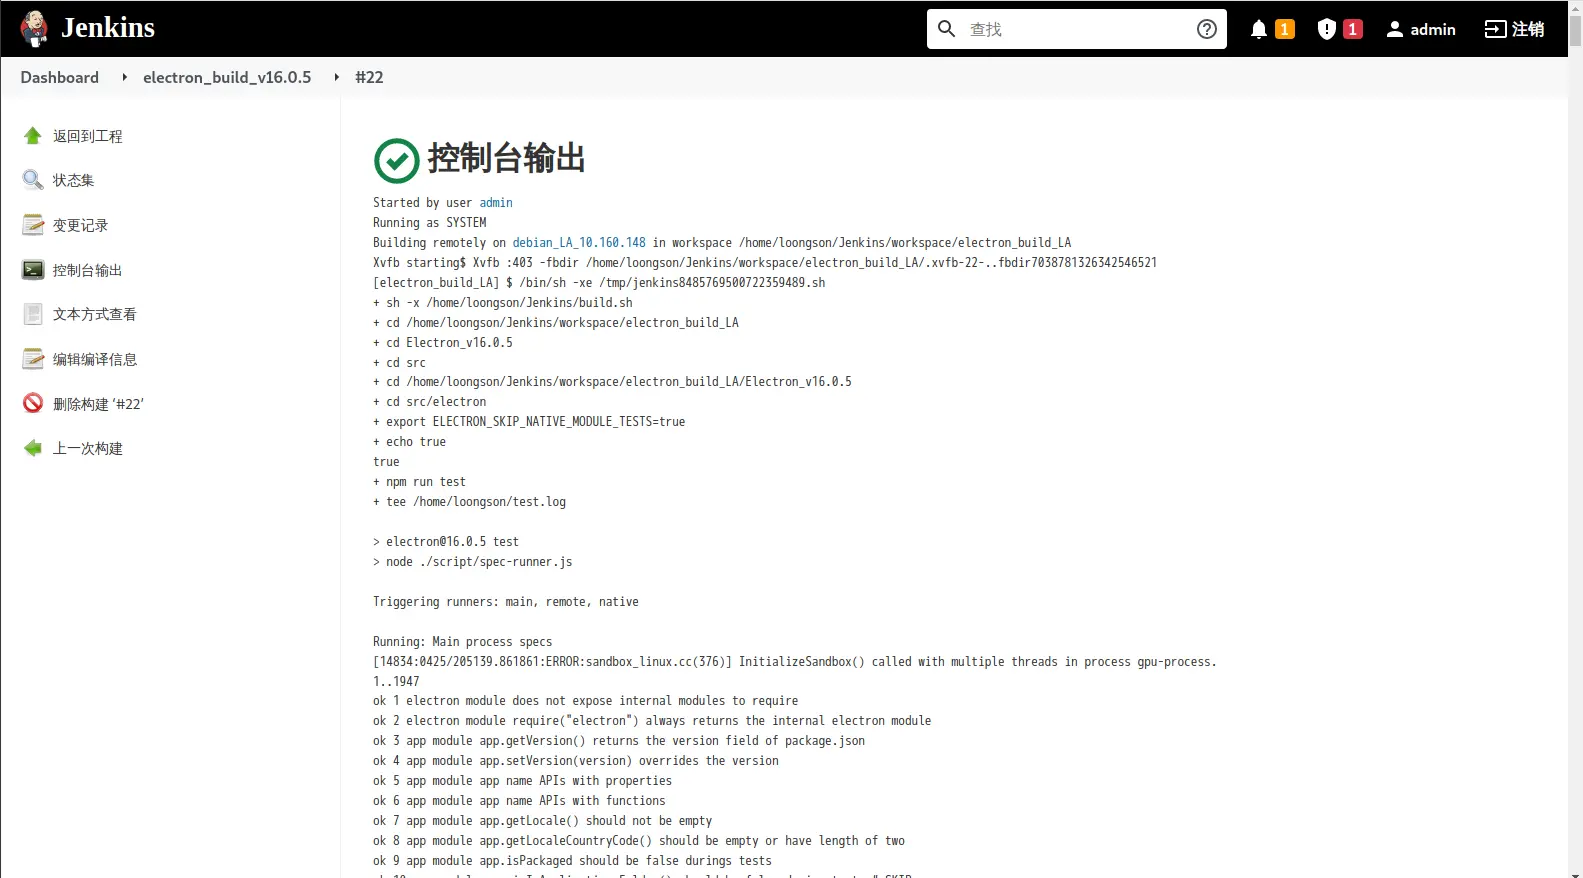 Jenkins
查找
1
1
admin
注销
Dashboard
electron_build_v16.0.5
#22
返回到工程
状态集
变更记录
控制台输出
文本方式查看
编辑编译信息
删除构建 ‘#22’
上一次构建
控制台输出
Started by user admin
Running as SYSTEM
Building remotely on debian_LA_10.160.148 in workspace /home/loongson/Jenkins/workspace/electron_build_LA
Xvfb starting$ Xvfb :403 -fbdir /home/loongson/Jenkins/workspace/electron_build_LA/.xvfb-22-..fbdir7038781326342546521
[electron_build_LA] $ /bin/sh -xe /tmp/jenkins8485769500722359489.sh
+ sh -x /home/loongson/Jenkins/build.sh
+ cd /home/loongson/Jenkins/workspace/electron_build_LA
+ cd Electron_v16.0.5
+ cd src
+ cd /home/loongson/Jenkins/workspace/electron_build_LA/Electron_v16.0.5
+ cd src/electron
+ export ELECTRON_SKIP_NATIVE_MODULE_TESTS=true
+ echo true
true
+ npm run test
+ tee /home/loongson/test.log
> electron@16.0.5 test
> node ./script/spec-runner.js
Triggering runners: main, remote, native
Running: Main process specs
[14834:0425/205139.861861:ERROR:sandbox_linux.cc(376)] InitializeSandbox() called with multiple threads in process gpu-process.
1..1947
ok 1 electron module does not expose internal modules to require
ok 2 electron module require("electron") always returns the internal electron module
ok 3 app module app.getVersion() returns the version field of package.json
ok 4 app module app.setVersion(version) overrides the version
ok 5 app module app name APIs with properties
ok 6 app module app name APIs with functions
ok 7 app module app.getLocale() should not be empty
ok 8 app module app.getLocaleCountryCode() should be empty or have length of two
ok 9 app module app.isPackaged should be false durings tests